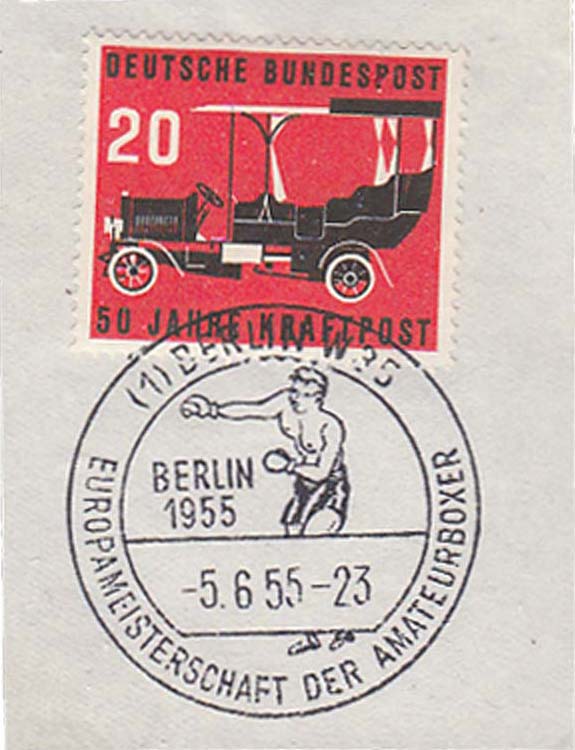 DEUTSCHE BUNDESPOST
20
50 JAHRE KRAFTPOST
(1) BERLIN W 35
BERLIN
1955
-5.6 55-23
EUROPAMEISTERSCHAFT DER AMATEURBOXER